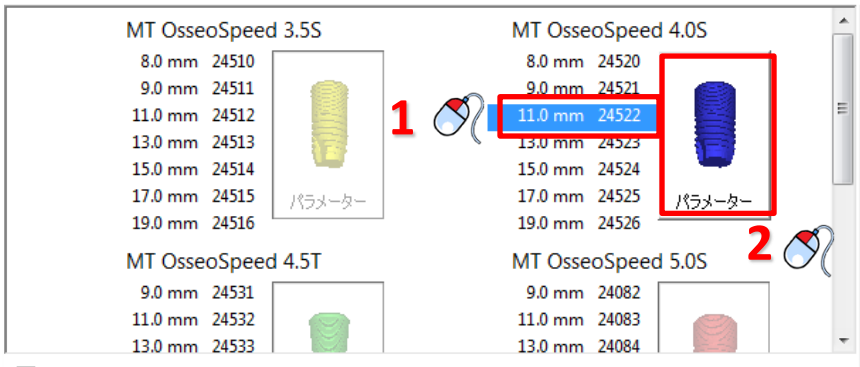 MT OsseoSpeed 3.5S
8.0 mm 24510
9.0 mm 24511
11.0 mm 24512
13.0 mm 24513
15.0 mm 24514
17.0 mm 24515
19.0 mm 24516
パラメーター
1
MT OsseoSpeed 4.0S
8.0 mm 24520
9.0 mm 24521
11.0 mm 24522
13.0 mm 24523
15.0 mm 24524
17.0 mm 24525
19.0 mm 24526
パラメーター
2
MT OsseoSpeed 4.5T
9.0 mm 24531
11.0 mm 24532
13.0 mm 24533
MT OsseoSpeed 5.0S
9.0 mm 24082
11.0 mm 24083
13.0 mm 24084